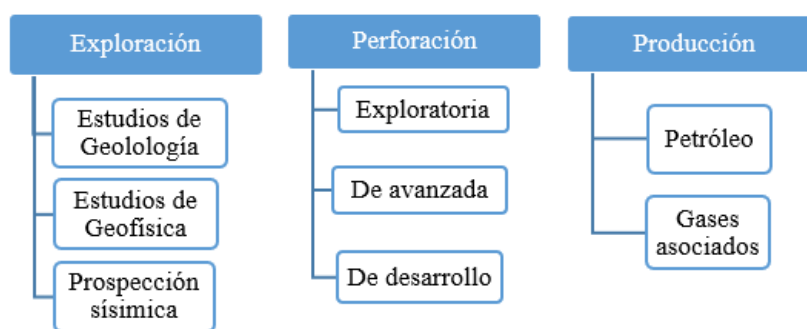 Exploración
Estudios de
Geolología
Estudios de
Geofísica
Prospección
sísimica
Perforación
Exploratoria
De avanzada
De desarrollo
Producción
Petróleo
Gases
asociados